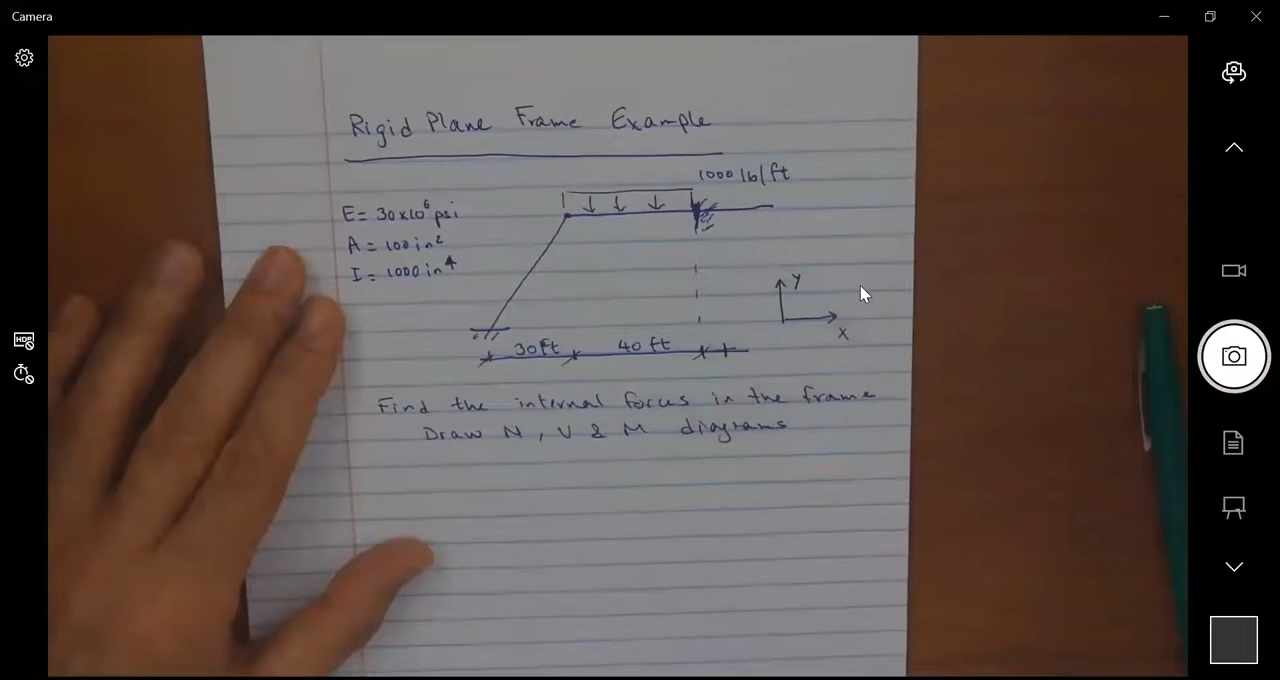 Camera
Rigid Plane Frame Example
1000 lb/ft
E = 30x10⁶ psi
A = 100 in²
I = 1000 in⁴
Y
X
30ft 40 ft
Find the internal forces in the frame
Draw N, V & M diagrams